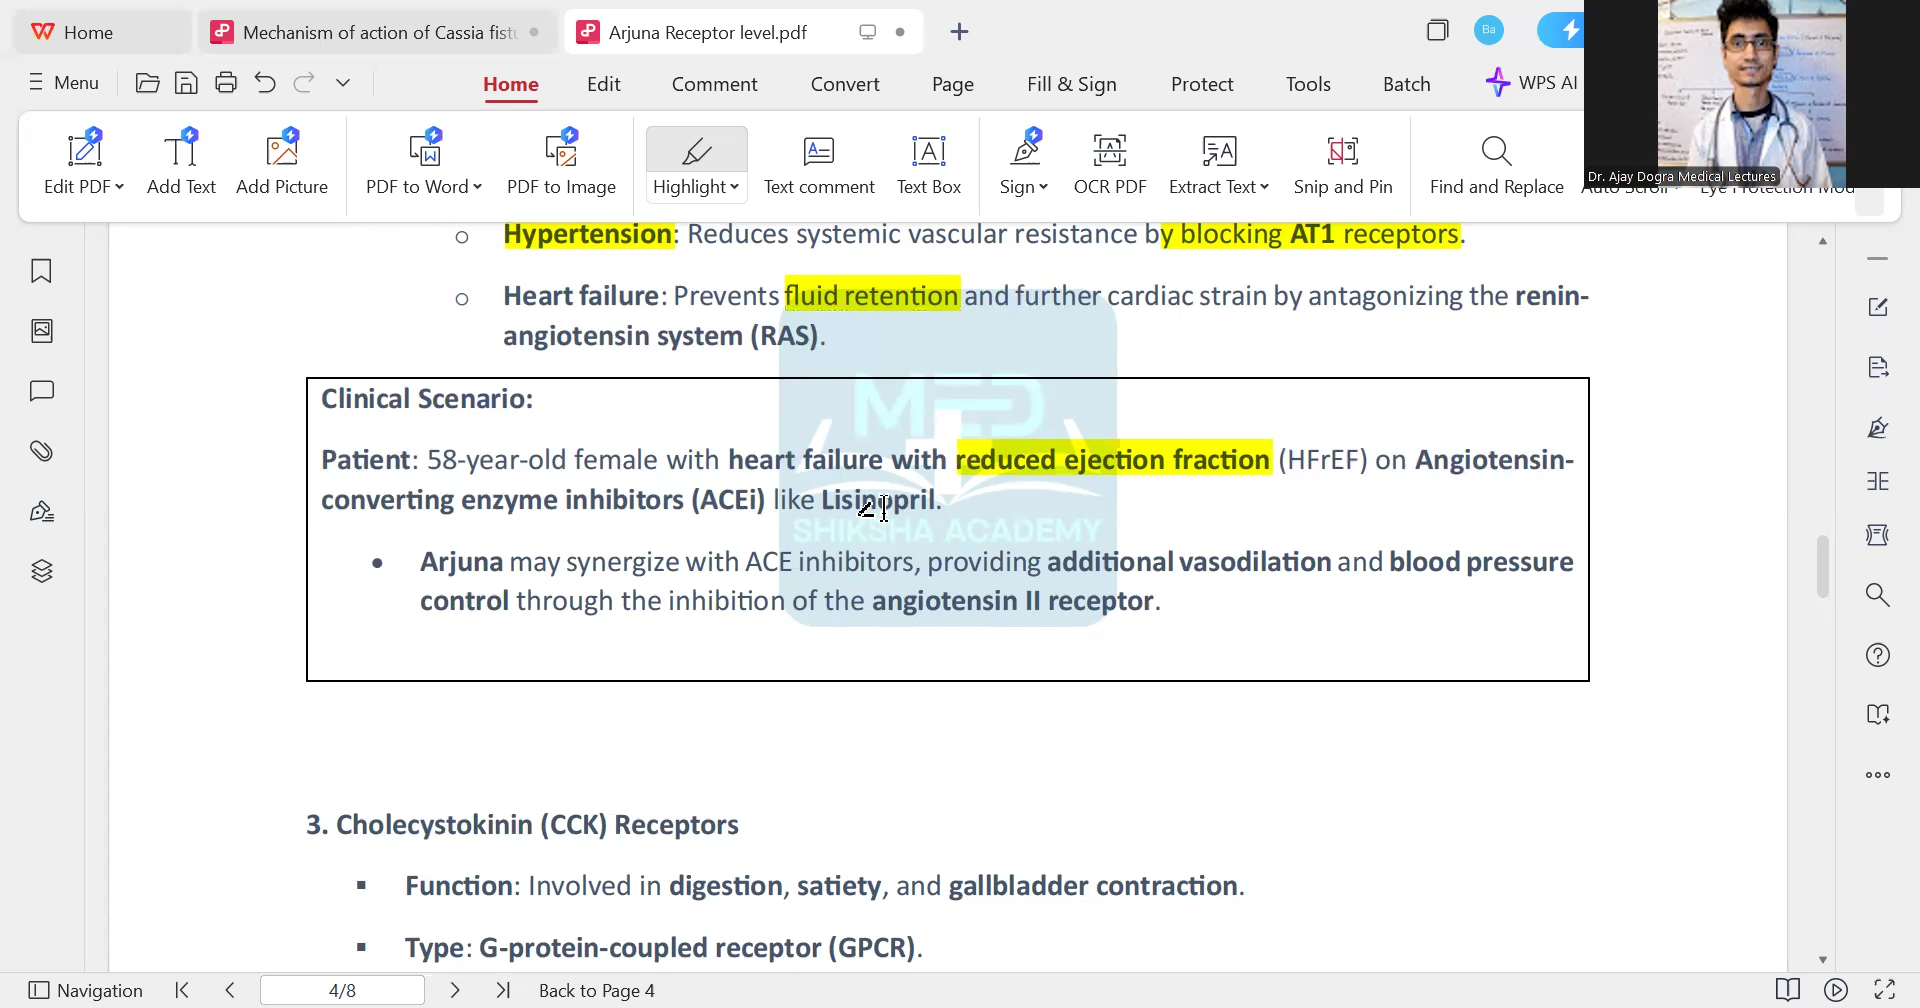 Home
Mechanism of action of Cassia fistu
Arjuna Receptor level.pdf
Ba
Menu
Home Edit Comment Convert Page Fill & Sign Protect Tools Batch WPS AI
Edit PDF Add Text Add Picture PDF to Word PDF to Image Highlight Text comment Text Box Sign OCR PDF Extract Text Snip and Pin Find and Replace Auto Scroll
Dr. Ajay Dogra Medical Lectures
Hypertension: Reduces systemic vascular resistance by blocking AT1 receptors.
Heart failure: Prevents fluid retention and further cardiac strain by antagonizing the renin-
angiotensin system (RAS).
Clinical Scenario:
Patient: 58-year-old female with heart failure with reduced ejection fraction (HFrEF) on Angiotensin-
converting enzyme inhibitors (ACEi) like Lisinopril.
Arjuna may synergize with ACE inhibitors, providing additional vasodilation and blood pressure
control through the inhibition of the angiotensin II receptor.
MED
SHIKSHA ACADEMY
3. Cholecystokinin (CCK) Receptors
Function: Involved in digestion, satiety, and gallbladder contraction.
Type: G-protein-coupled receptor (GPCR).
Navigation 4/8 Back to Page 4